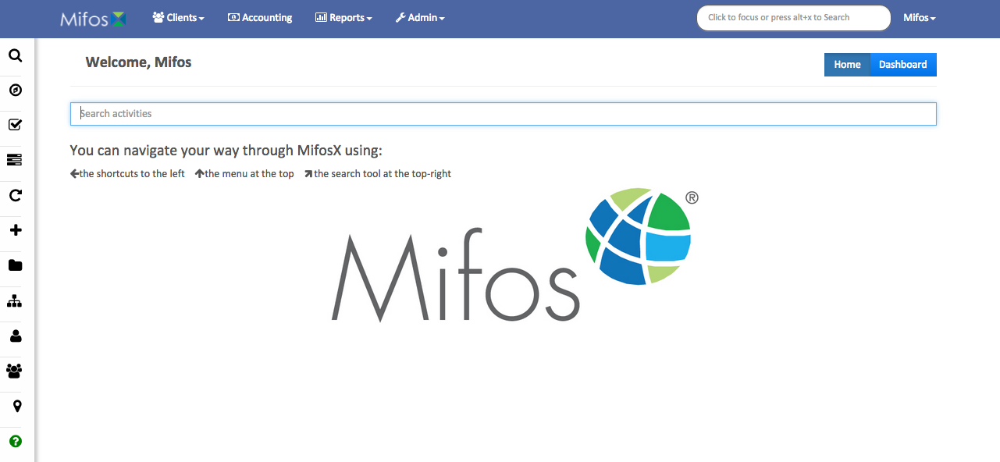 Mifos Clients Accounting Reports Admin Click to focus or press alt+x to Search Mifos
Welcome, Mifos Home Dashboard
Search activities
You can navigate your way through MifosX using:
the shortcuts to the left the menu at the top the search tool at the top-right
Mifos ®